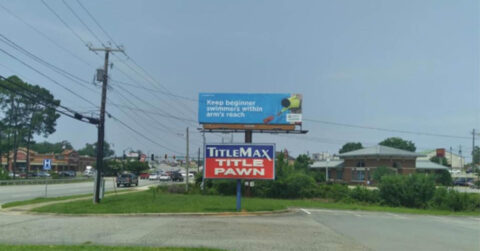 Keep beginner
swimmers within
arm's reach.
TITLEMAX
TITLE
PAWN